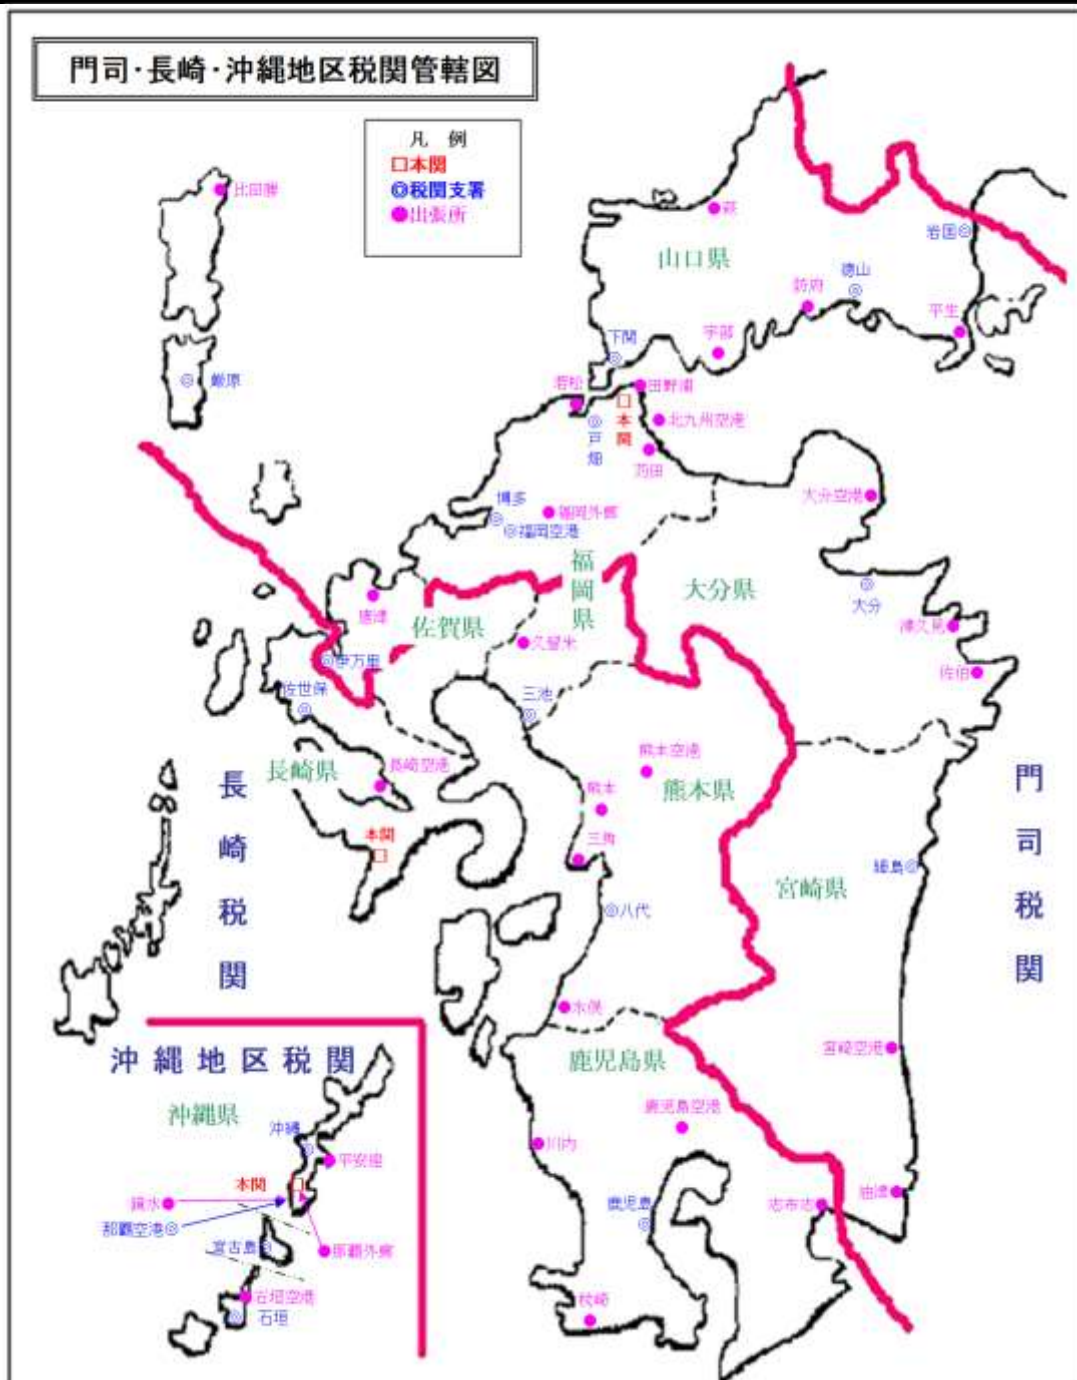 門司・長崎・沖縄地区税関管轄図
凡 例
口本関
◎税関支署
●出張所
比田勝
萩
岩国◎
山口県
徳山
防府
平生
宇部
下関
厳原
若松
田野浦
口本関
戸畑
北九州空港
苅田
大分空港
博多
福岡外郵
◎福岡空港
福岡県
大分県
大分
唐津
佐賀県
津久見
久留米
◎伊万里
佐伯
佐世保
三池
長崎県
長崎空港
熊本空港
熊本県
熊本
長崎税関
門司税関
本関
口
三角
細島◎
宮崎県
◎八代
水俣
沖縄地区税関
鹿児島県
宮崎空港
沖縄県
鹿児島空港
沖縄
川内
本関
口
鏡水
那覇空港◎
鹿児島
志布志
油津
宮古島
那覇外郵
石垣空港
石垣
枕崎